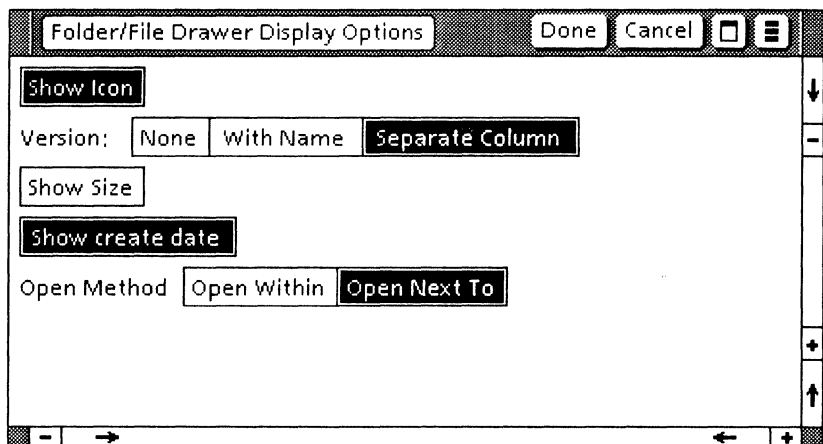 Folder/File Drawer Display Options Done Cancel
Show Icon
Version: None With Name Separate Column
Show Size
Show create date
Open Method Open Within Open Next To